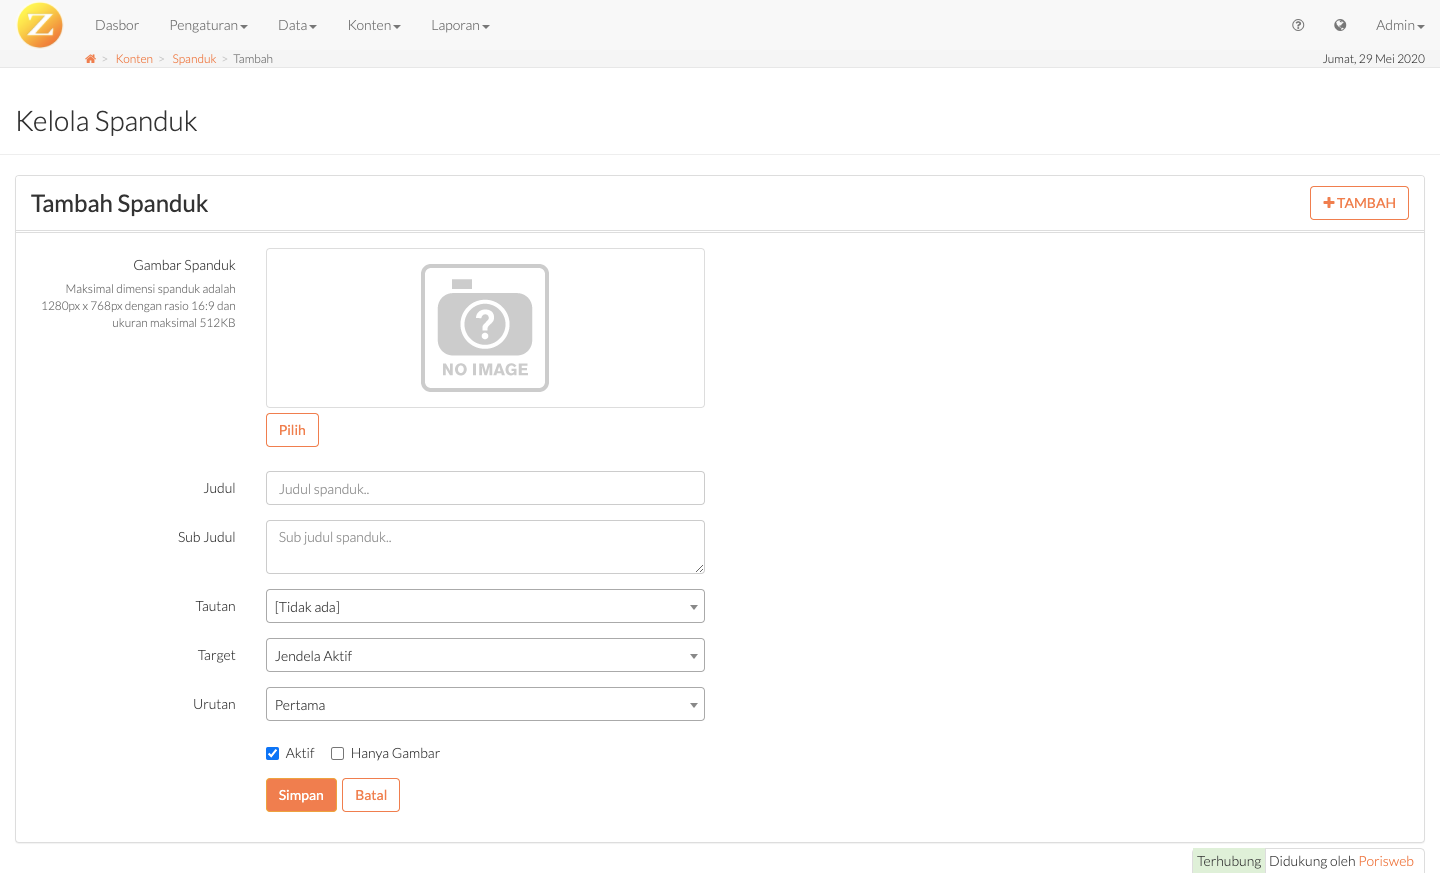 Z
Dasbor Pengaturan Data Konten Laporan Admin
> Konten > Spanduk > Tambah Jumat, 29 Mei 2020
Kelola Spanduk
Tambah Spanduk
TAMBAH
Gambar Spanduk
Maksimal dimensi spanduk adalah
1280px x 768px dengan rasio 16:9 dan
ukuran maksimal 512KB
NO IMAGE
Pilih
Judul Judul spanduk..
Sub Judul Sub judul spanduk..
Tautan [Tidak ada]
Target Jendela Aktif
Urutan Pertama
Aktif Hanya Gambar
Simpan Batal
Terhubung Didukung oleh Porisweb